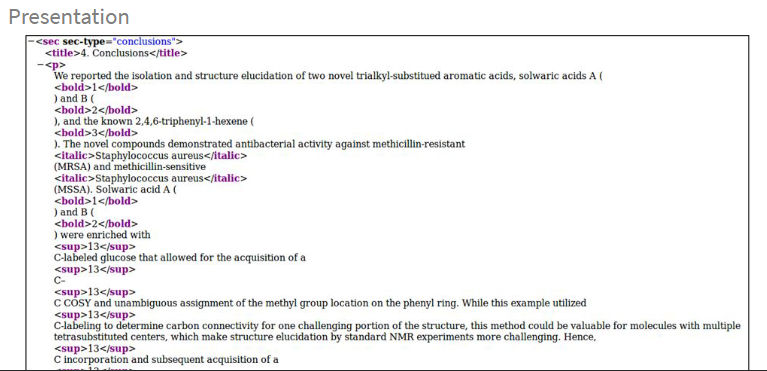 Presentation
−<sec sec-type="conclusions">
<title>4. Conclusions</title>
−<p>
We reported the isolation and structure elucidation of two novel trialkyl-substitued aromatic acids, solwaric acids A (
<bold>1</bold>
) and B (
<bold>2</bold>
), and the known 2,4,6-triphenyl-1-hexene (
<bold>3</bold>
). The novel compounds demonstrated antibacterial activity against methicillin-resistant
<italic>Staphylococcus aureus</italic>
(MRSA) and methicillin-sensitive
<italic>Staphylococcus aureus</italic>
(MSSA). Solwaric acid A (
<bold>1</bold>
) and B (
<bold>2</bold>
) were enriched with
<sup>13</sup>
C-labeled glucose that allowed for the acquisition of a
<sup>13</sup>
C–
<sup>13</sup>
C COSY and unambiguous assignment of the methyl group location on the phenyl ring. While this example utilized
<sup>13</sup>
C-labeling to determine carbon connectivity for one challenging portion of the structure, this method could be valuable for molecules with multiple
tetrasubstituted centers, which make structure elucidation by standard NMR experiments more challenging. Hence,
<sup>13</sup>
C incorporation and subsequent acquisition of a